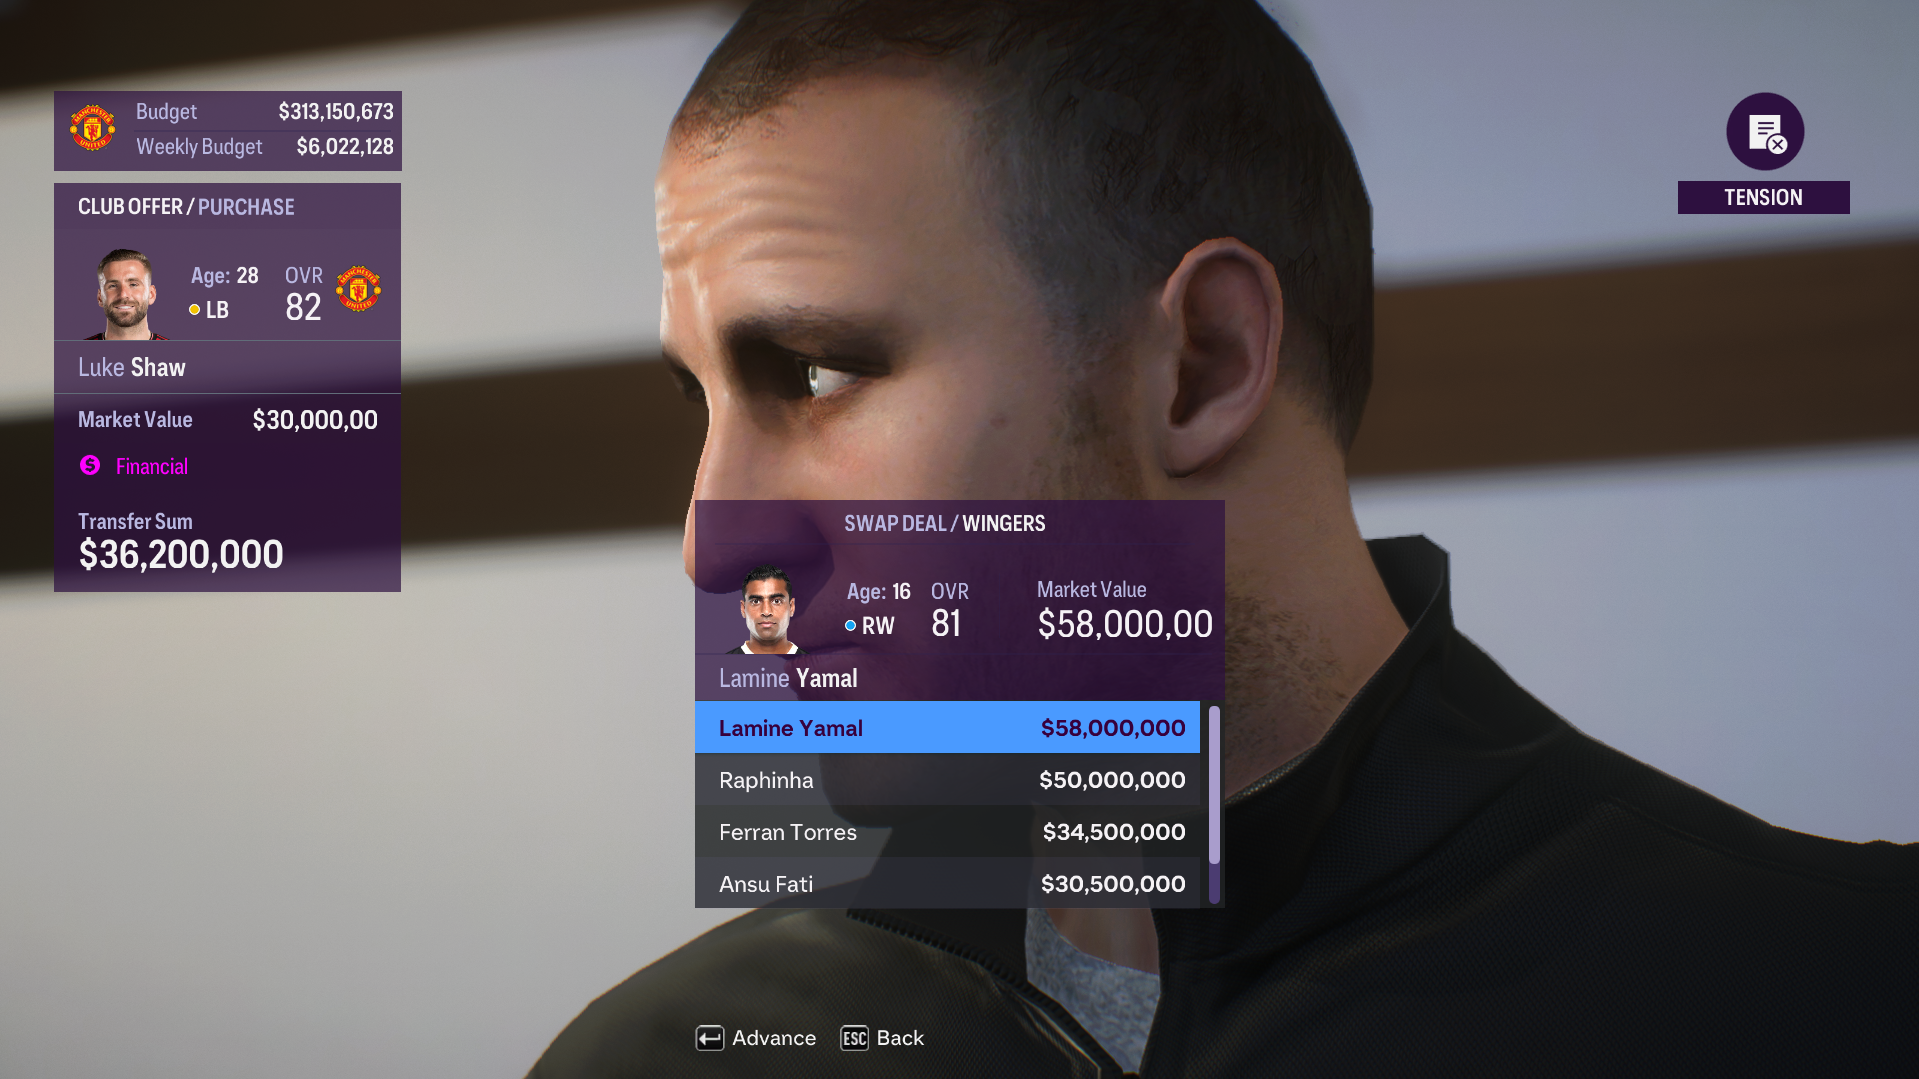 Budget $313,150,673
Weekly Budget $6,022,128
CLUB OFFER / PURCHASE
Age: 28 OVR
LB 82
MANCHESTER UNITED
Luke Shaw
Market Value $30,000,00
Financial
Transfer Sum
$36,200,000
TENSION
SWAP DEAL / WINGERS
Age: 16 OVR Market Value
RW 81 $58,000,00
Lamine Yamal
Lamine Yamal $58,000,000
Raphinha $50,000,000
Ferran Torres $34,500,000
Ansu Fati $30,500,000
Advance ESC Back